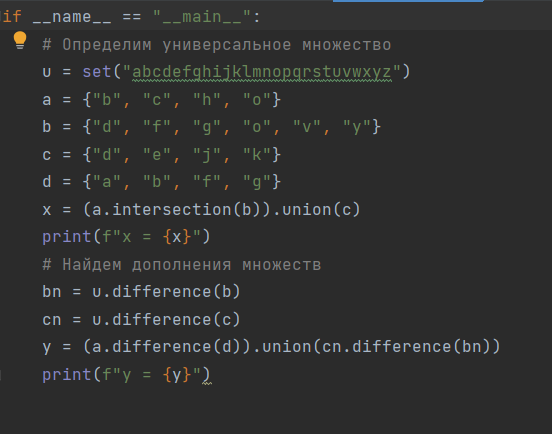 if __name__ == "__main__":
    # Определим универсальное множество
    u = set("abcdefghijklmnopqrstuvwxyz")
    a = {"b", "c", "h", "o"}
    b = {"d", "f", "g", "o", "v", "y"}
    c = {"d", "e", "j", "k"}
    d = {"a", "b", "f", "g"}
    x = (a.intersection(b)).union(c)
    print(f"x = {x}")
    # Найдем дополнения множеств
    bn = u.difference(b)
    cn = u.difference(c)
    y = (a.difference(d)).union(cn.difference(bn))
    print(f"y = {y}")